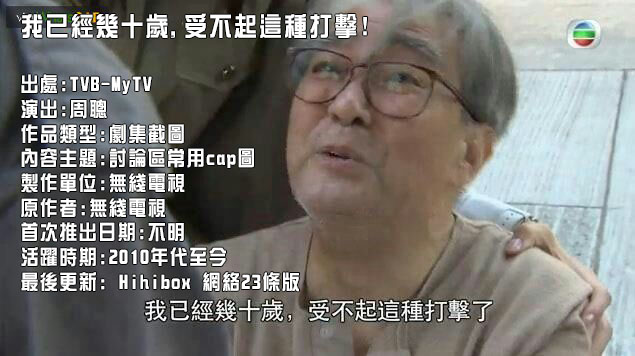 我已經幾十歲,受不起這種打擊!
出處:TVB-MyTV
演出:周聰
作品類型:劇集截圖
內容主題:討論區常用cap圖
製作單位:無綫電視
原作者:無綫電視
首次推出日期:不明
活躍時期:2010年代至今
最後更新: Hihibox 網絡23條版
我已經幾十歲，受不起這種打擊了